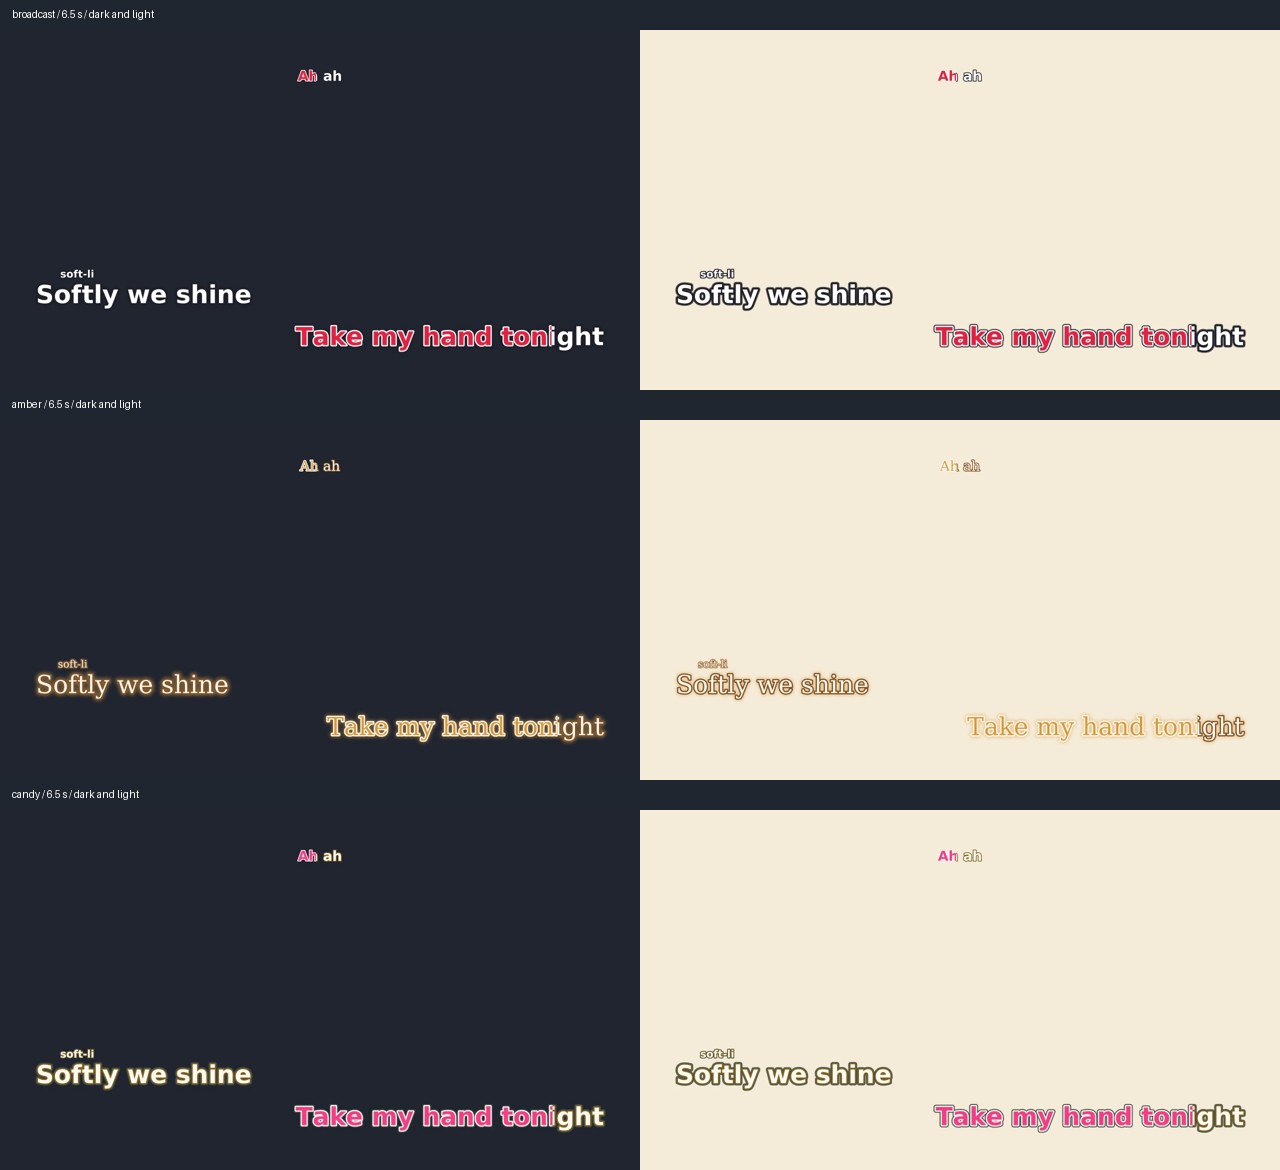 broadcast / 6.5 s / dark and light
Ah ah
Ah ah
soft-li
Softly we shine
soft-li
Softly we shine
Take my hand tonight
Take my hand tonight
amber / 6.5 s / dark and light
Ah ah
Ah ah
soft-li
Softly we shine
soft-li
Softly we shine
Take my hand tonight
Take my hand tonight
candy / 6.5 s / dark and light
Ah ah
Ah ah
soft-li
Softly we shine
soft-li
Softly we shine
Take my hand tonight
Take my hand tonight